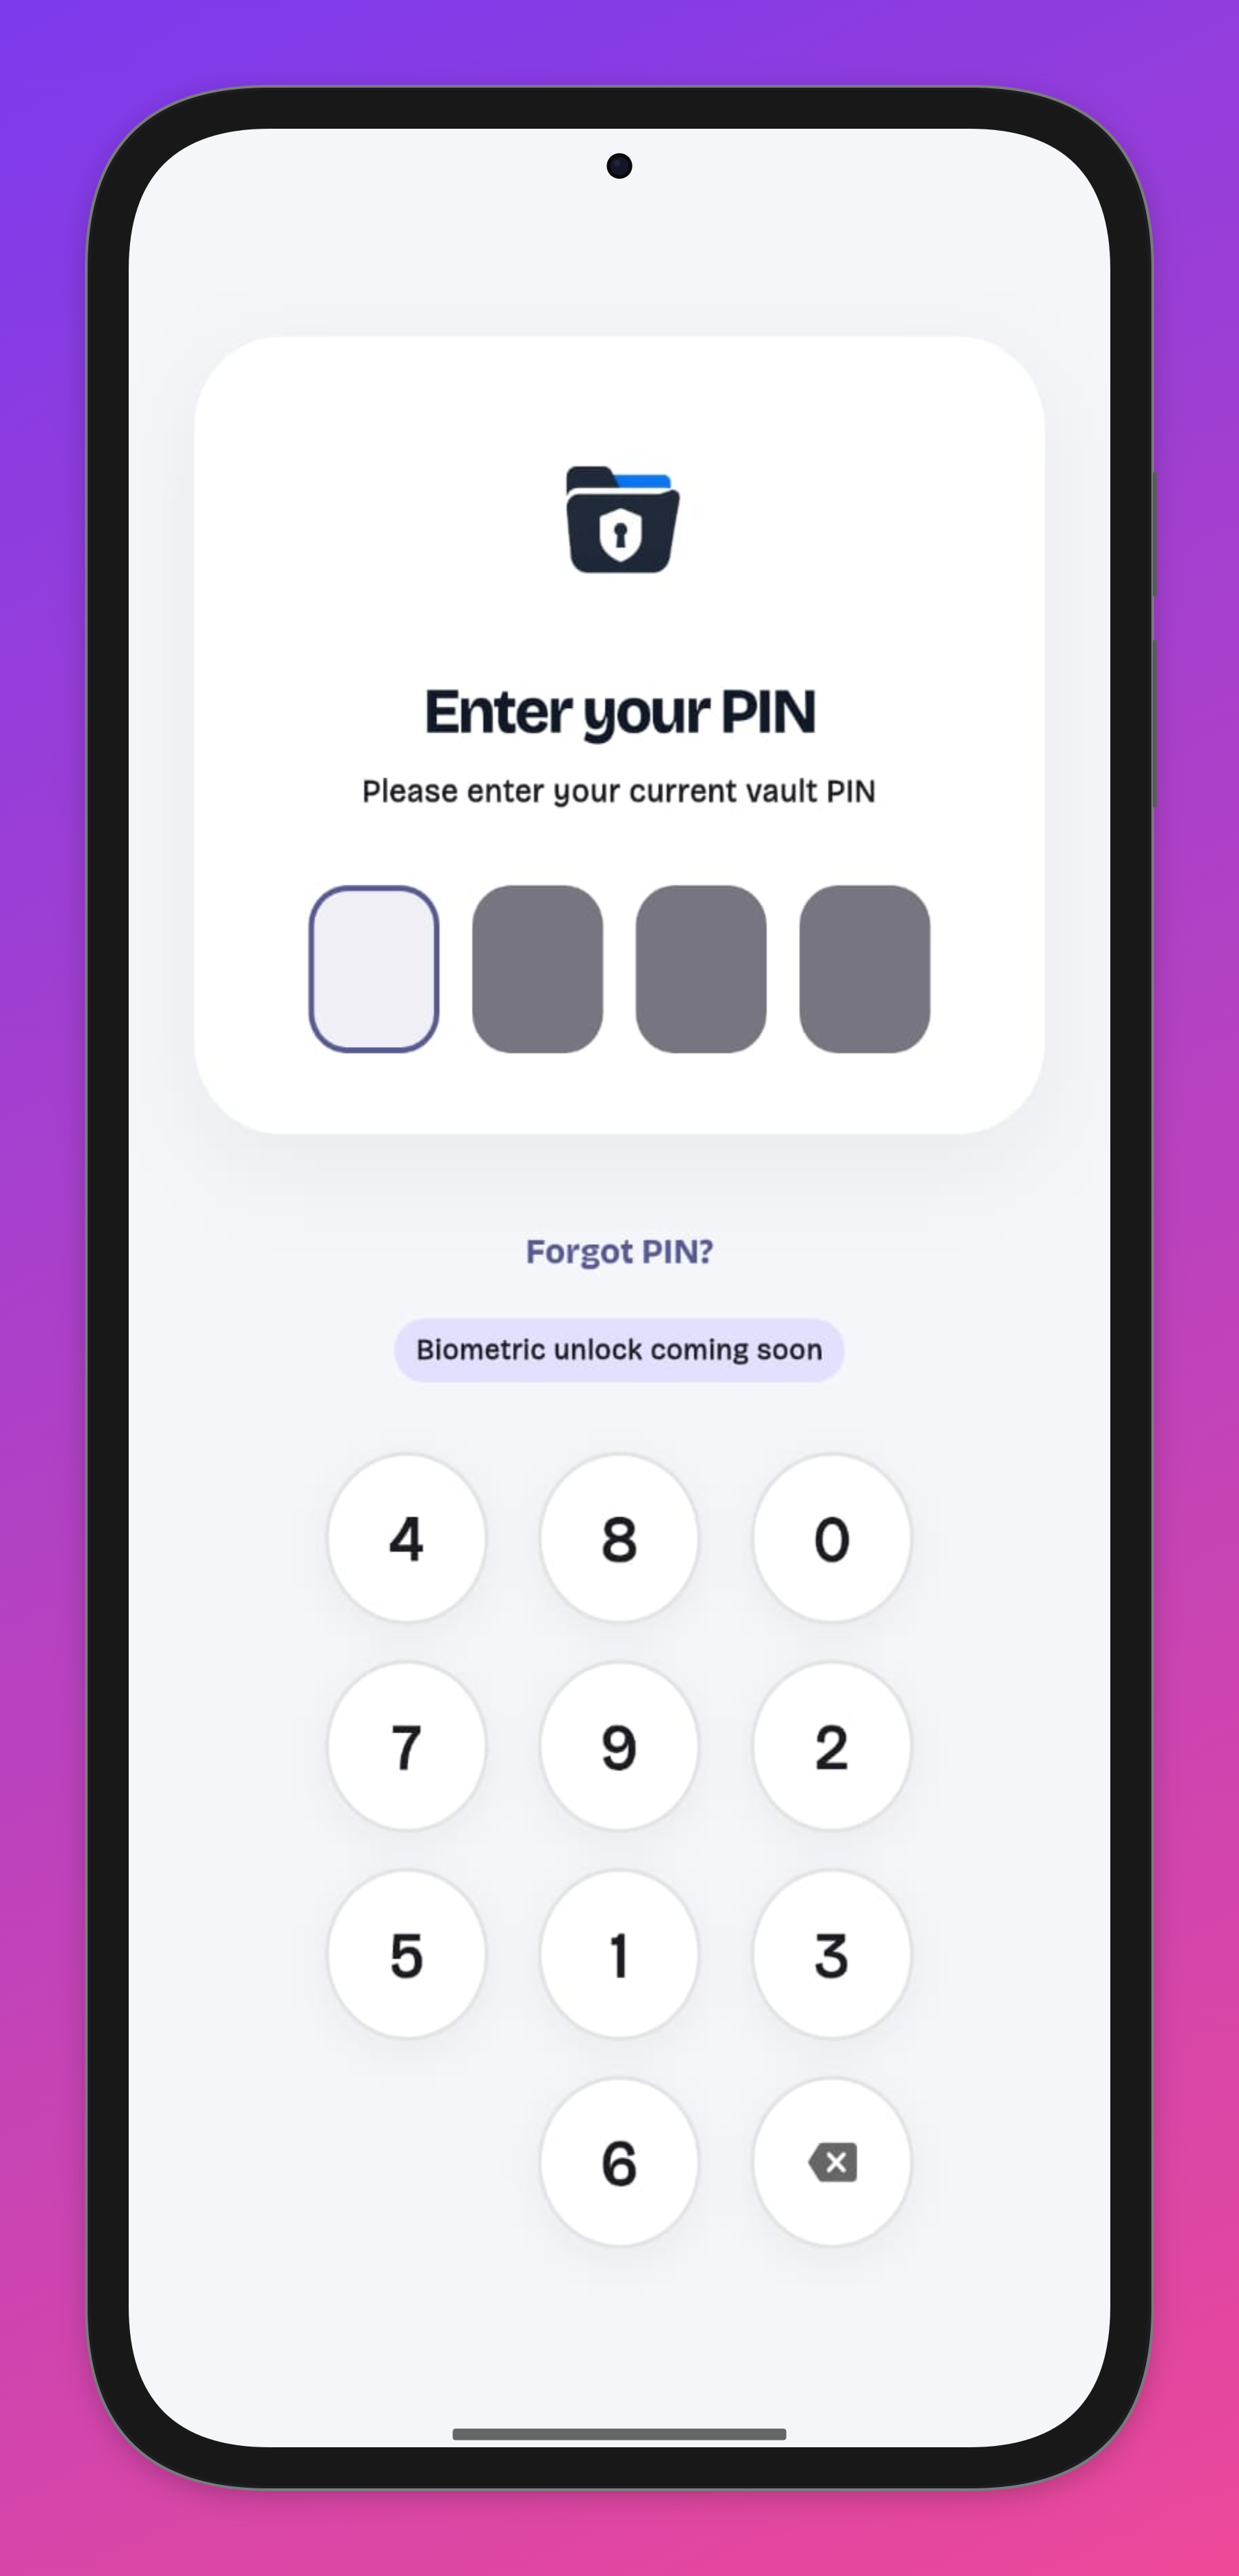 Enter your PIN
Please enter your current vault PIN
Forgot PIN?
Biometric unlock coming soon
4 8 0
7 9 2
5 1 3
6